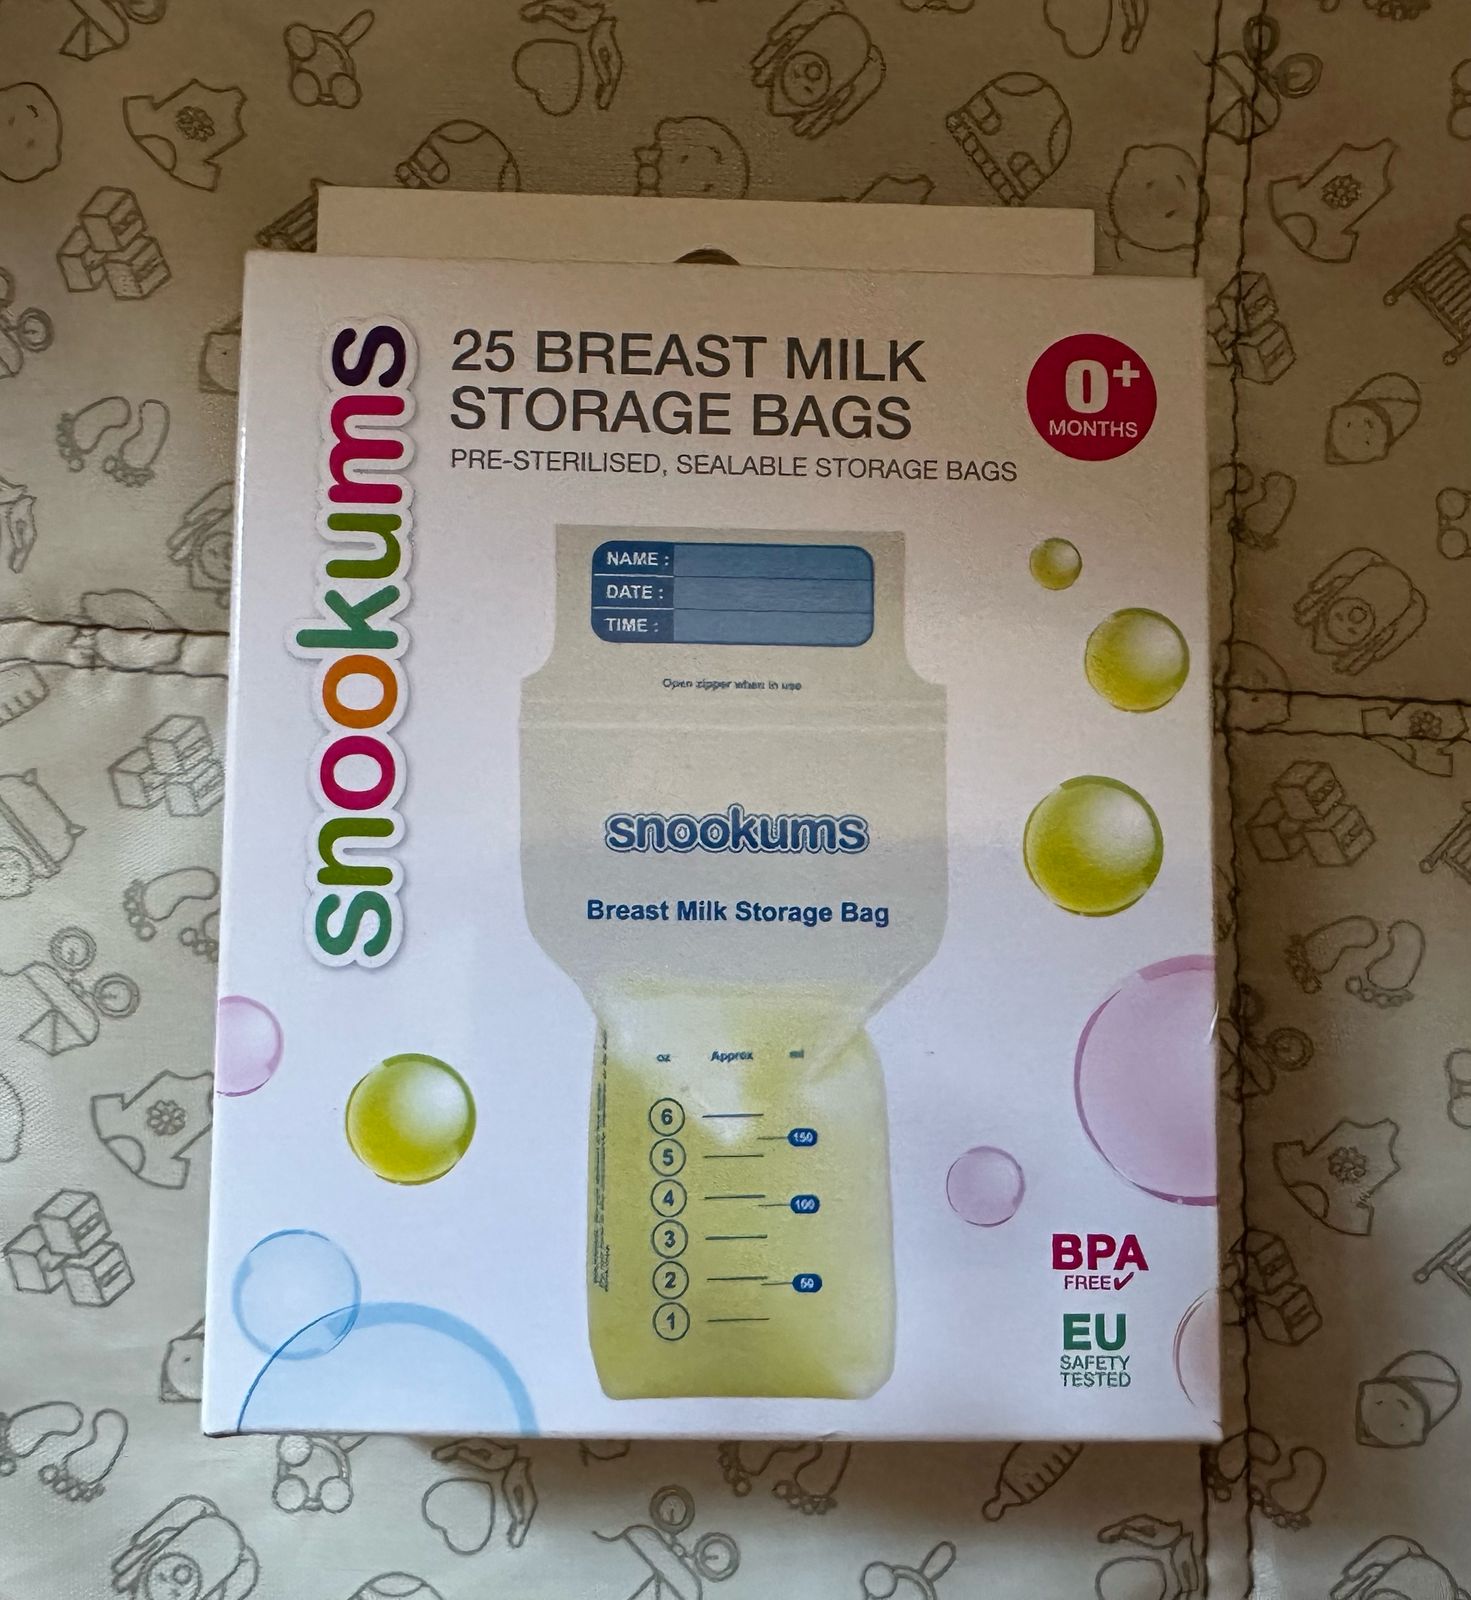 snookums
25 BREAST MILK
STORAGE BAGS
PRE-STERILISED, SEALABLE STORAGE BAGS
0+
MONTHS
NAME :
DATE :
TIME :
Open zipper when in use
snookums
Breast Milk Storage Bag
oz Approx ml
6
150
5
4
100
3
2
50
1
BPA
FREE✓
EU
SAFETY
TESTED